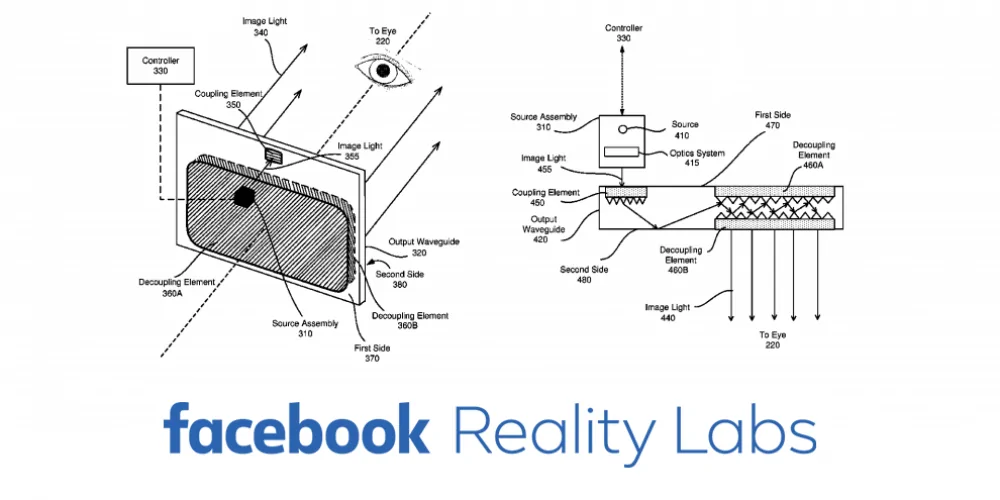 Image Light
340
To Eye
220
Controller
330
Coupling Element
350
Image Light
355
Output Waveguide
320
Second Side
380
Decoupling Element
360A
Decoupling Element
360B
Source Assembly
310
First Side
370
Controller
330
Source Assembly
310
Source
410
First Side
470
Optics System
415
Decoupling
Element
460A
Image Light
455
Coupling Element
450
Output
Waveguide
420
Second Side
480
Decoupling
Element
460B
Image Light
440
To Eye
220
facebook Reality Labs